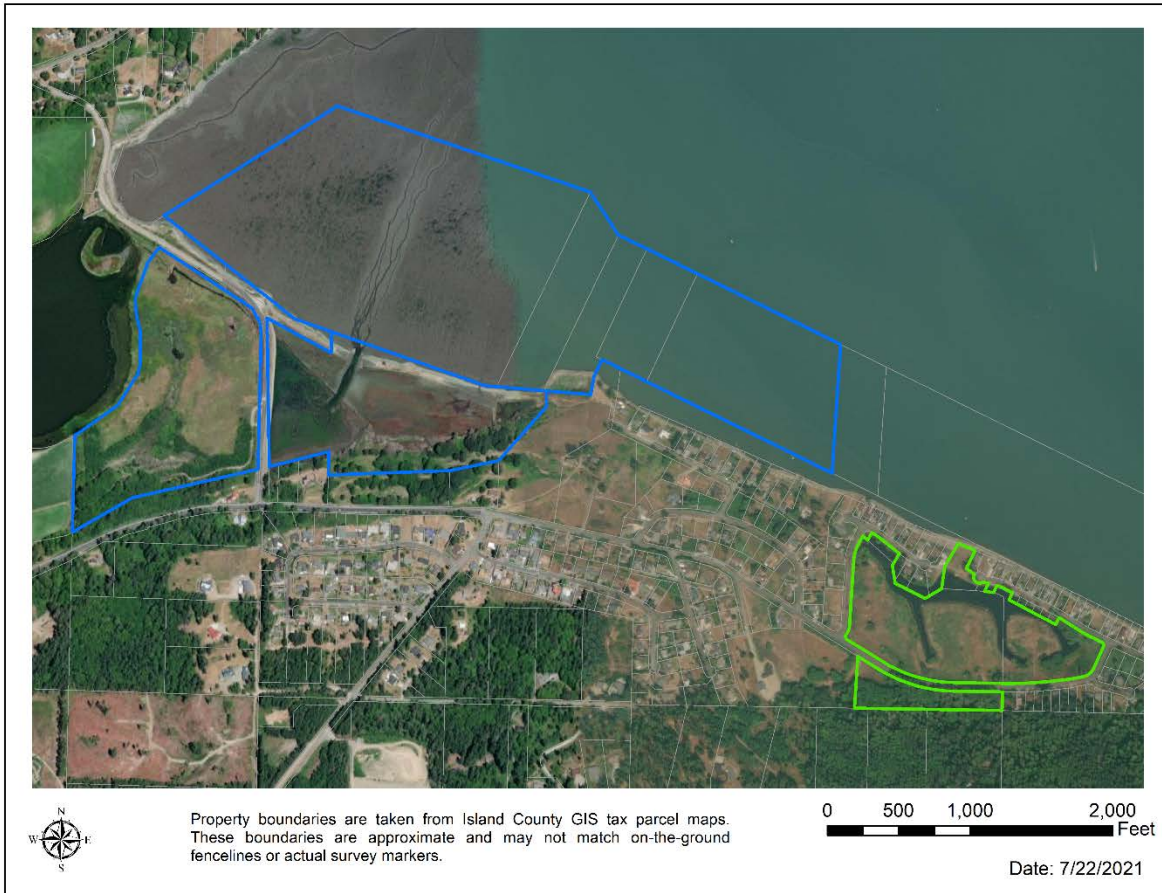 N
W E
S
Property boundaries are taken from Island County GIS tax parcel maps.
These boundaries are approximate and may not match on-the-ground
fencelines or actual survey markers.
0 500 1,000 2,000
Feet
Date: 7/22/2021